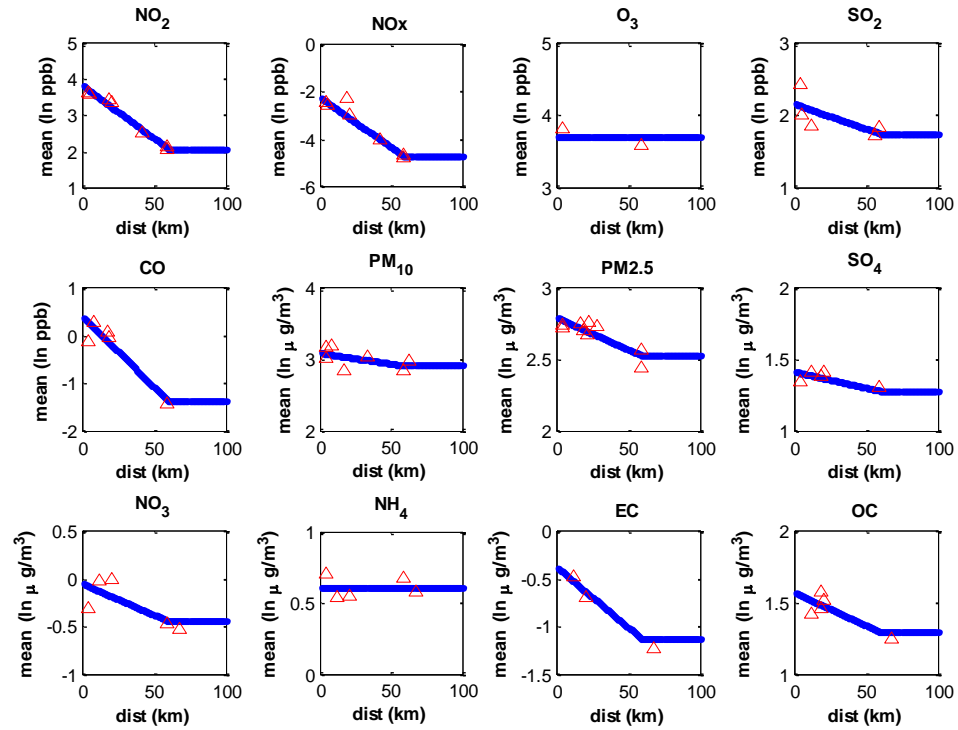 NO2 NOx O3 SO2
5 0 5 3
4
3
2
1
mean (ln ppb)
0 50 100
dist (km)
-2
-4
-6
mean (ln ppb)
0 50 100
dist (km)
4
3
mean (ln ppb)
0 50 100
dist (km)
2
1
mean (ln ppb)
0 50 100
dist (km)
CO PM10 PM2.5 SO4
1
0
-1
-2
mean (ln ppb)
0 50 100
dist (km)
4
3
2
mean (ln μ g/m3)
0 50 100
dist (km)
3
2.5
2
mean (ln μ g/m3)
0 50 100
dist (km)
2
1.5
1
mean (ln μ g/m3)
0 50 100
dist (km)
NO3 NH4 EC OC
0.5
0
-0.5
-1
mean (ln μ g/m3)
0 50 100
dist (km)
1
0.5
0
mean (ln μ g/m3)
0 50 100
dist (km)
0
-0.5
-1
-1.5
mean (ln μ g/m3)
0 50 100
dist (km)
2
1.5
1
mean (ln μ g/m3)
0 50 100
dist (km)